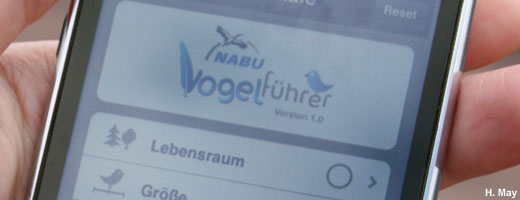 Reset
NABU
Vogelführer
Version 1.0
Lebensraum
Größe
H. May